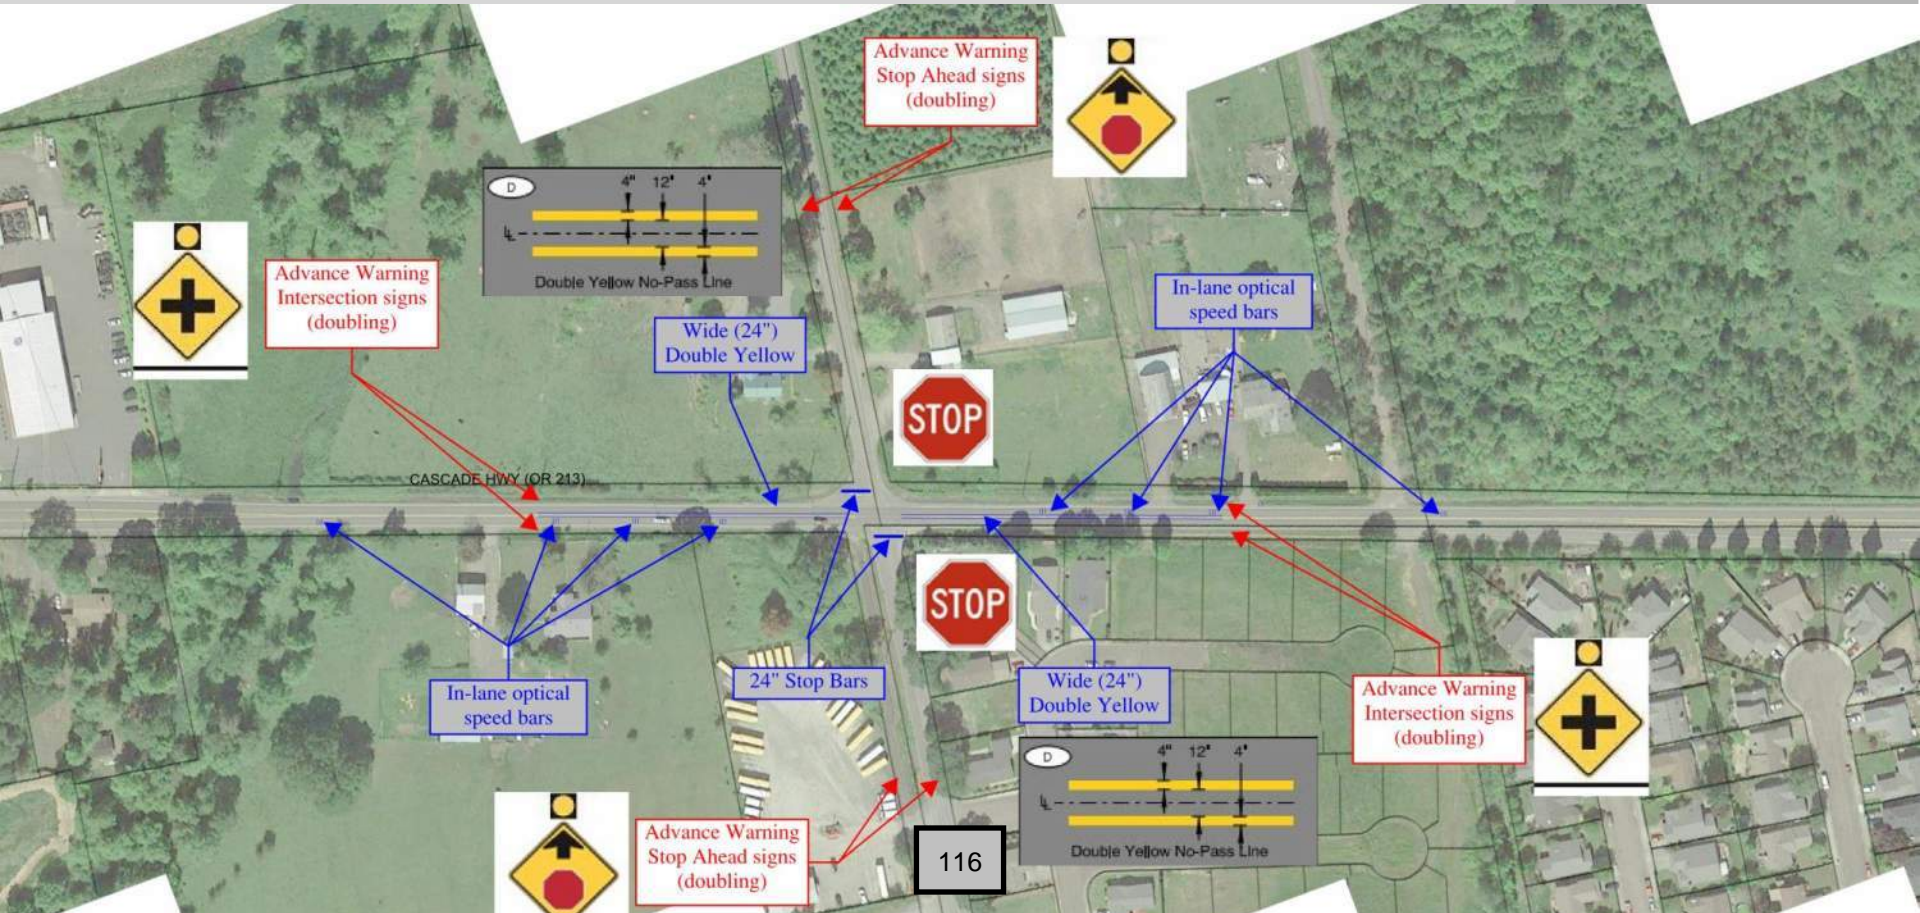 Advance Warning
Stop Ahead signs
(doubling)
D
4" 12" 4"
Double Yellow No-Pass Line
Advance Warning
Intersection signs
(doubling)
In-lane optical
speed bars
Wide (24")
Double Yellow
STOP
CASCADE HWY (OR 213)
STOP
In-lane optical
speed bars
24" Stop Bars
Wide (24")
Double Yellow
Advance Warning
Intersection signs
(doubling)
D
4" 12" 4"
Double Yellow No-Pass Line
Advance Warning
Stop Ahead signs
(doubling)
116